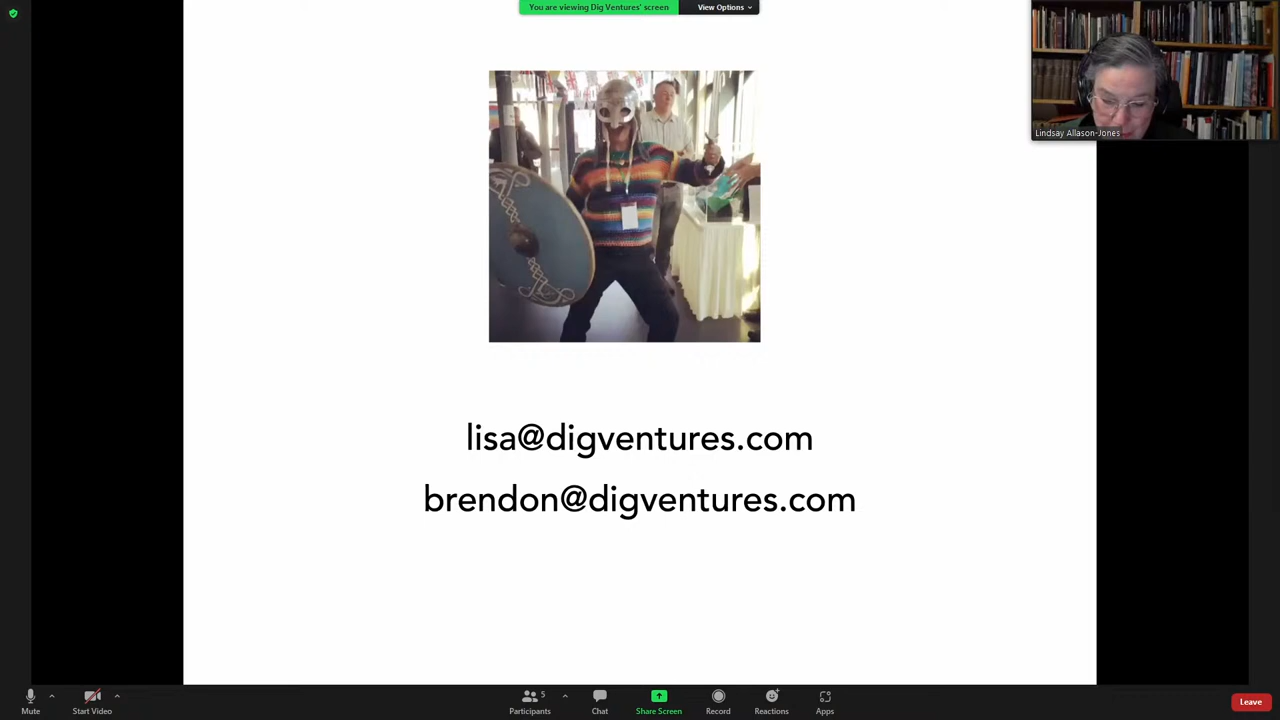 You are viewing Dig Ventures' screen
View Options
Lindsay Allason-Jones
lisa@digventures.com
brendon@digventures.com
Mute
Start Video
5
Participants
Chat
Share Screen
Record
Reactions
Apps
Leave